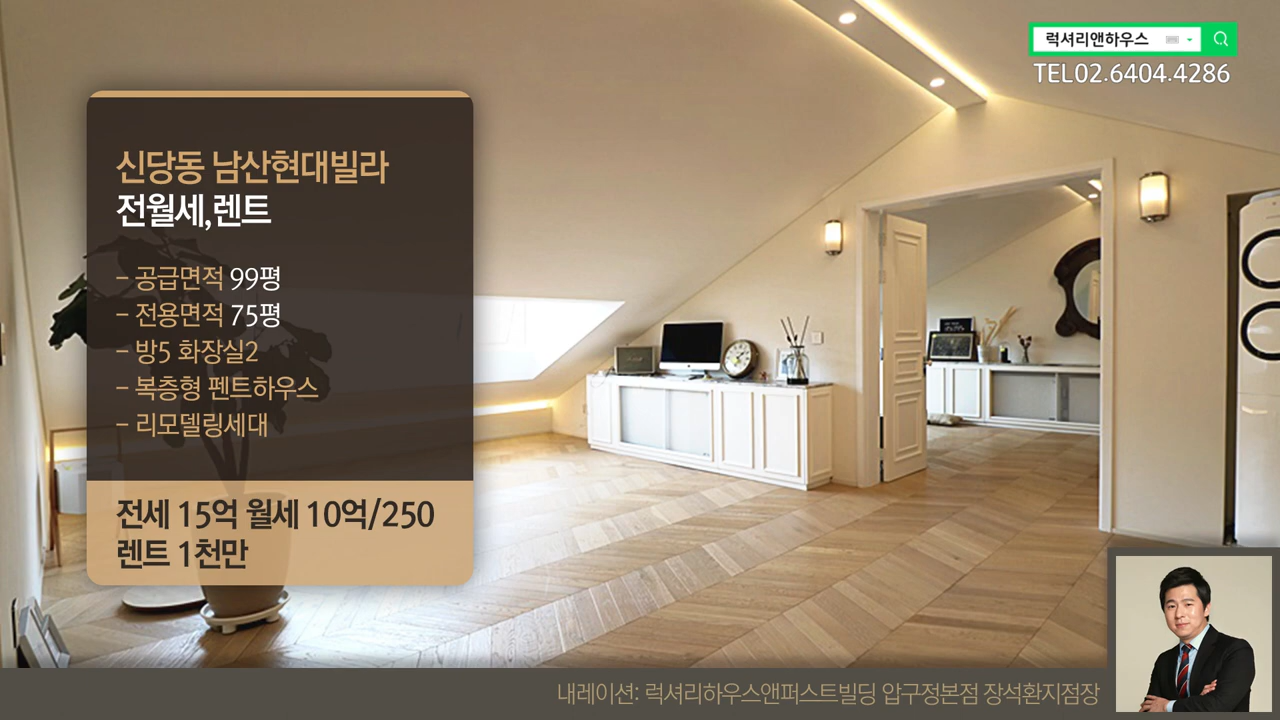 럭셔리앤하우스
TEL02.6404.4286
신당동 남산현대빌라
전월세,렌트
- 공급면적 99평
- 전용면적 75평
- 방5 화장실2
- 복층형 펜트하우스
- 리모델링세대
전세 15억 월세 10억/250
렌트 1천만
내레이션: 럭셔리하우스앤퍼스트빌딩 압구정본점 장석환지점장